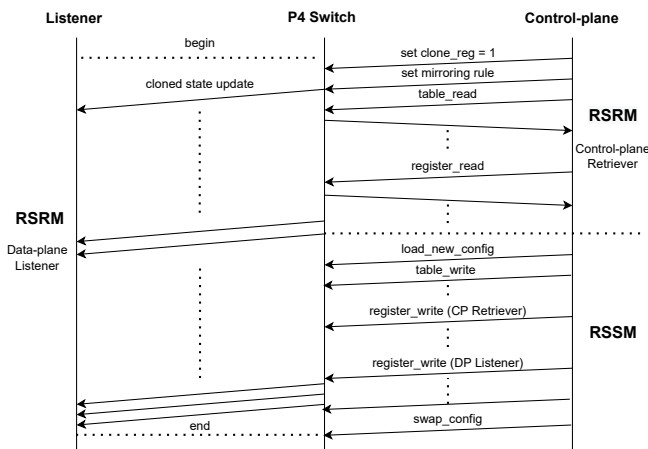 Listener
P4 Switch
Control-plane
begin
set clone_reg = 1
set mirroring rule
cloned state update
table_read
RSRM
Control-plane
Retriever
register_read
RSRM
Data-plane
Listener
load_new_config
table_write
register_write (CP Retriever)
RSSM
register_write (DP Listener)
swap_config
end